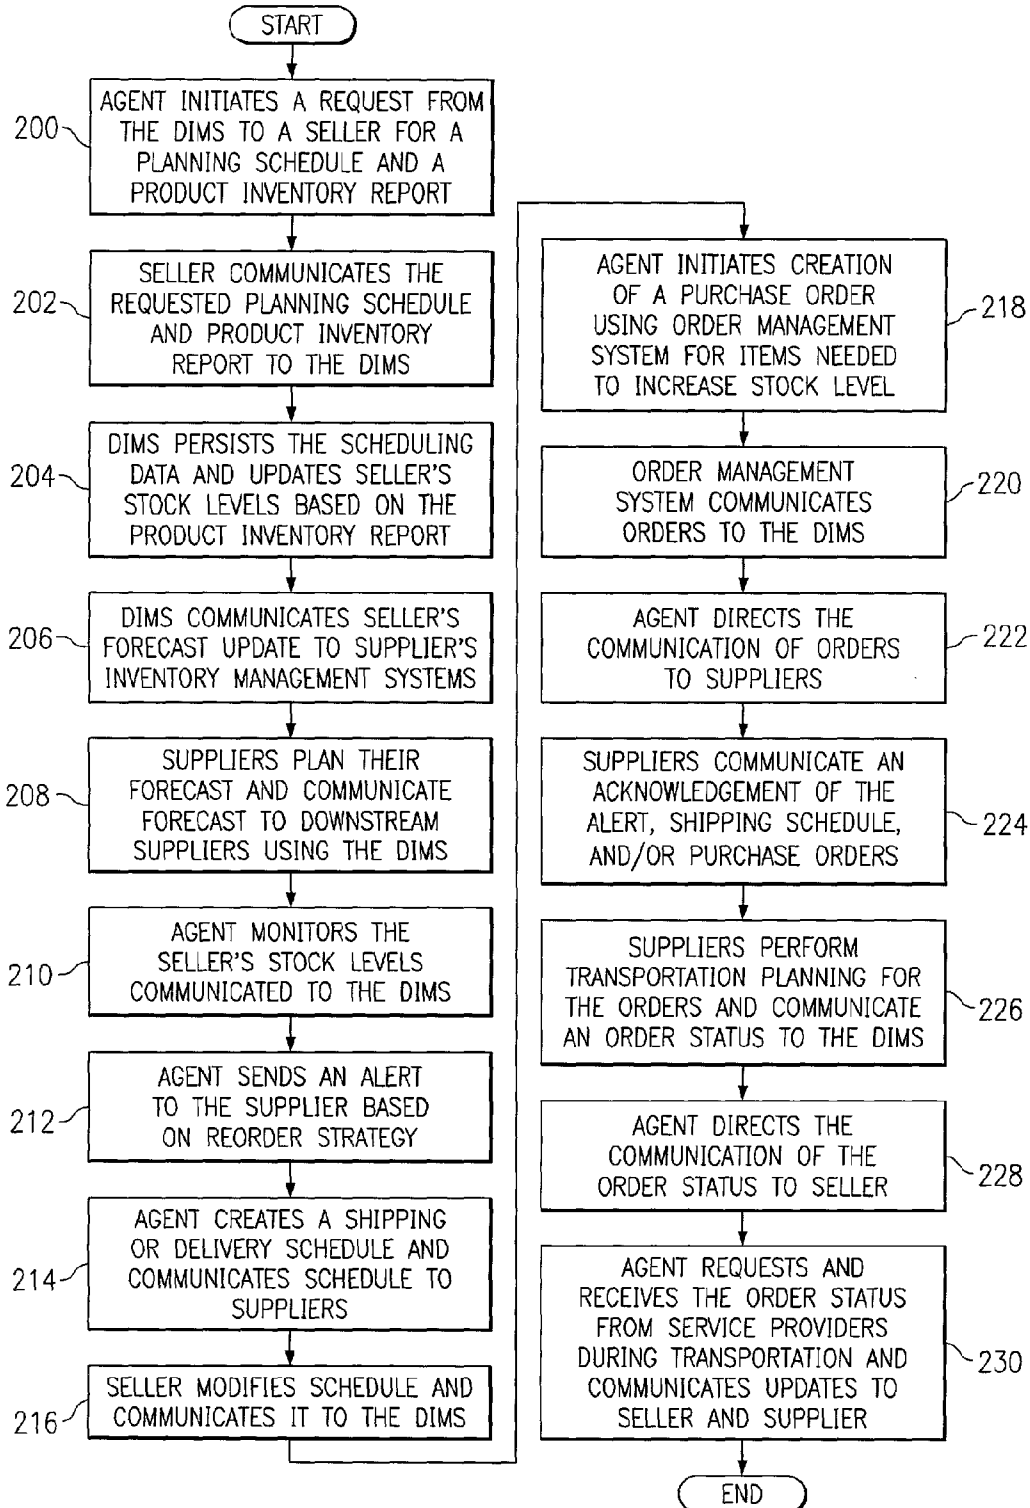 START
200
AGENT INITIATES A REQUEST FROM
THE DIMS TO A SELLER FOR A
PLANNING SCHEDULE AND A
PRODUCT INVENTORY REPORT
202
SELLER COMMUNICATES THE
REQUESTED PLANNING SCHEDULE
AND PRODUCT INVENTORY
REPORT TO THE DIMS
204
DIMS PERSISTS THE SCHEDULING
DATA AND UPDATES SELLER'S
STOCK LEVELS BASED ON THE
PRODUCT INVENTORY REPORT
206
DIMS COMMUNICATES SELLER'S
FORECAST UPDATE TO SUPPLIER'S
INVENTORY MANAGEMENT SYSTEMS
208
SUPPLIERS PLAN THEIR
FORECAST AND COMMUNICATE
FORECAST TO DOWNSTREAM
SUPPLIERS USING THE DIMS
210
AGENT MONITORS THE
SELLER'S STOCK LEVELS
COMMUNICATED TO THE DIMS
212
AGENT SENDS AN ALERT
TO THE SUPPLIER BASED
ON REORDER STRATEGY
214
AGENT CREATES A SHIPPING
OR DELIVERY SCHEDULE AND
COMMUNICATES SCHEDULE TO
SUPPLIERS
216
SELLER MODIFIES SCHEDULE AND
COMMUNICATES IT TO THE DIMS
AGENT INITIATES CREATION
OF A PURCHASE ORDER
USING ORDER MANAGEMENT
SYSTEM FOR ITEMS NEEDED
TO INCREASE STOCK LEVEL
218
ORDER MANAGEMENT
SYSTEM COMMUNICATES
ORDERS TO THE DIMS
220
AGENT DIRECTS THE
COMMUNICATION OF ORDERS
TO SUPPLIERS
222
SUPPLIERS COMMUNICATE AN
ACKNOWLEDGEMENT OF THE
ALERT, SHIPPING SCHEDULE,
AND/OR PURCHASE ORDERS
224
SUPPLIERS PERFORM
TRANSPORTATION PLANNING FOR
THE ORDERS AND COMMUNICATE
AN ORDER STATUS TO THE DIMS
226
AGENT DIRECTS THE
COMMUNICATION OF THE
ORDER STATUS TO SELLER
228
AGENT REQUESTS AND
RECEIVES THE ORDER STATUS
FROM SERVICE PROVIDERS
DURING TRANSPORTATION AND
COMMUNICATES UPDATES TO
SELLER AND SUPPLIER
230
END